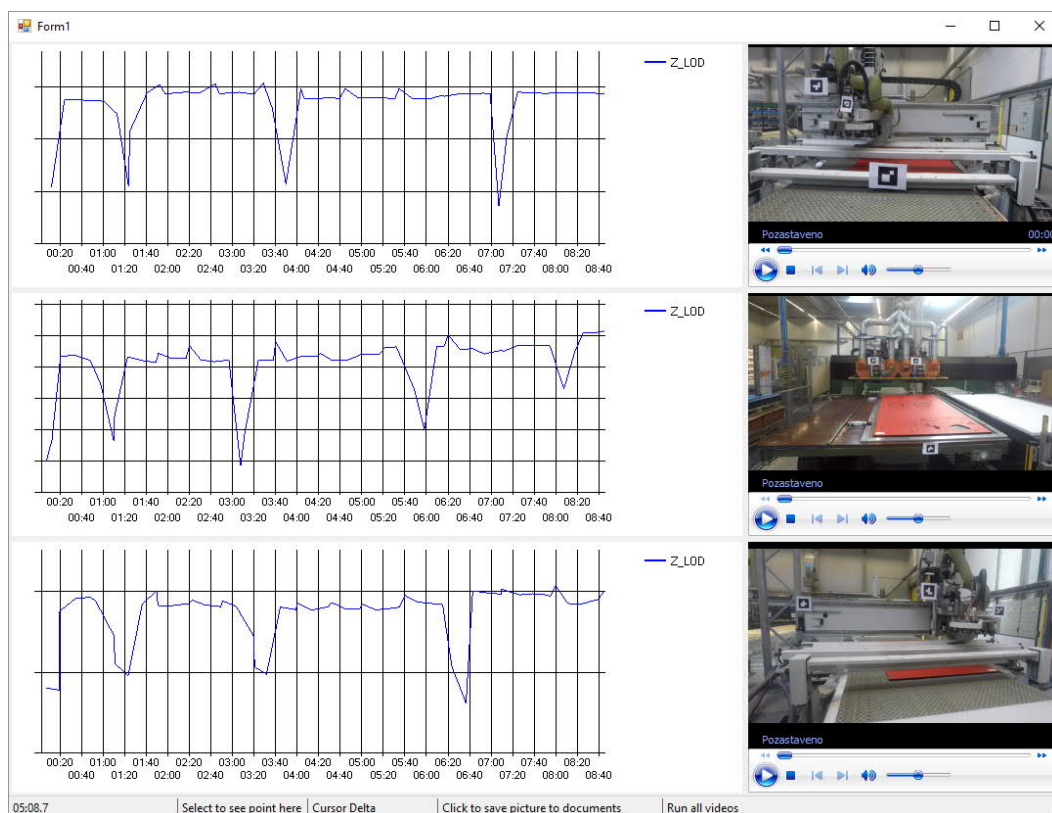 Form1
Z_LOD
00:20 01:00 01:40 02:20 03:00 03:40 04:20 05:00 05:40 06:20 07:00 07:40 08:20
00:40 01:20 02:00 02:40 03:20 04:00 04:40 05:20 06:00 06:40 07:20 08:00 08:40
Pozastaveno 00:00
Z_LOD
00:20 01:00 01:40 02:20 03:00 03:40 04:20 05:00 05:40 06:20 07:00 07:40 08:20
00:40 01:20 02:00 02:40 03:20 04:00 04:40 05:20 06:00 06:40 07:20 08:00 08:40
Pozastaveno
Z_LOD
00:20 01:00 01:40 02:20 03:00 03:40 04:20 05:00 05:40 06:20 07:00 07:40 08:20
00:40 01:20 02:00 02:40 03:20 04:00 04:40 05:20 06:00 06:40 07:20 08:00 08:40
Pozastaveno
05:08.7 Select to see point here Cursor Delta Click to save picture to documents Run all videos